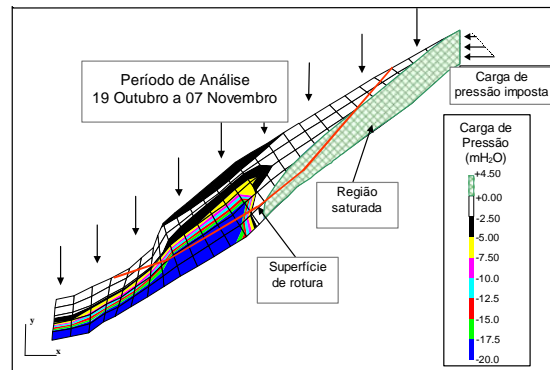 Período de Análise
19 Outubro a 07 Novembro
Carga de
pressão imposta
Carga de
Pressão
(mH₂O)
+4.50
+0.00
-2.50
-5.00
-7.50
-10.0
-12.5
-15.0
-17.5
-20.0
Região
saturada
Superfície
de rotura
y
x